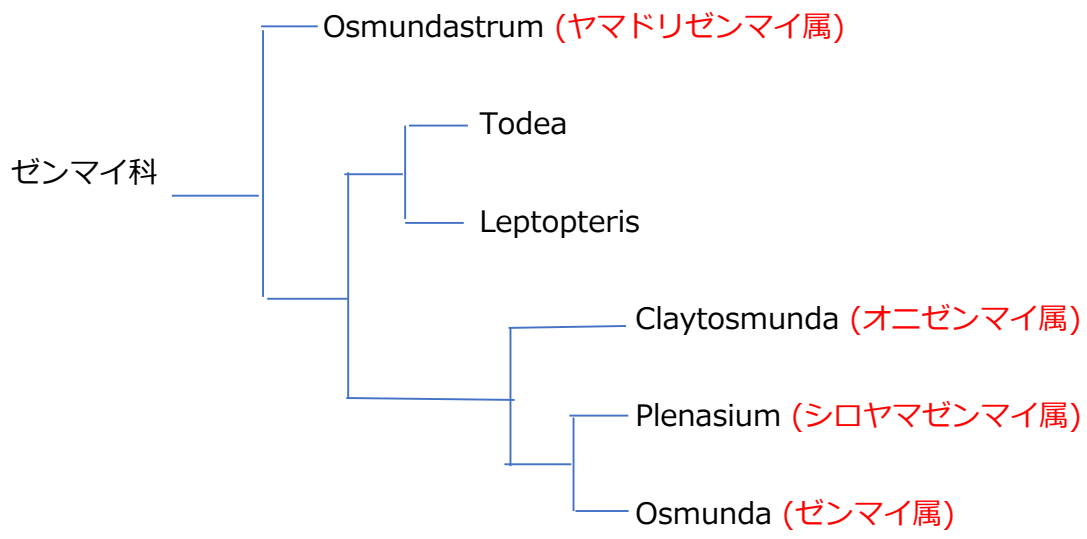 Osmundastrum (ヤマドリゼンマイ属)
Todea
ゼンマイ科
Leptopteris
Claytosmunda (オニゼンマイ属)
Plenasium (シロヤマゼンマイ属)
Osmunda (ゼンマイ属)